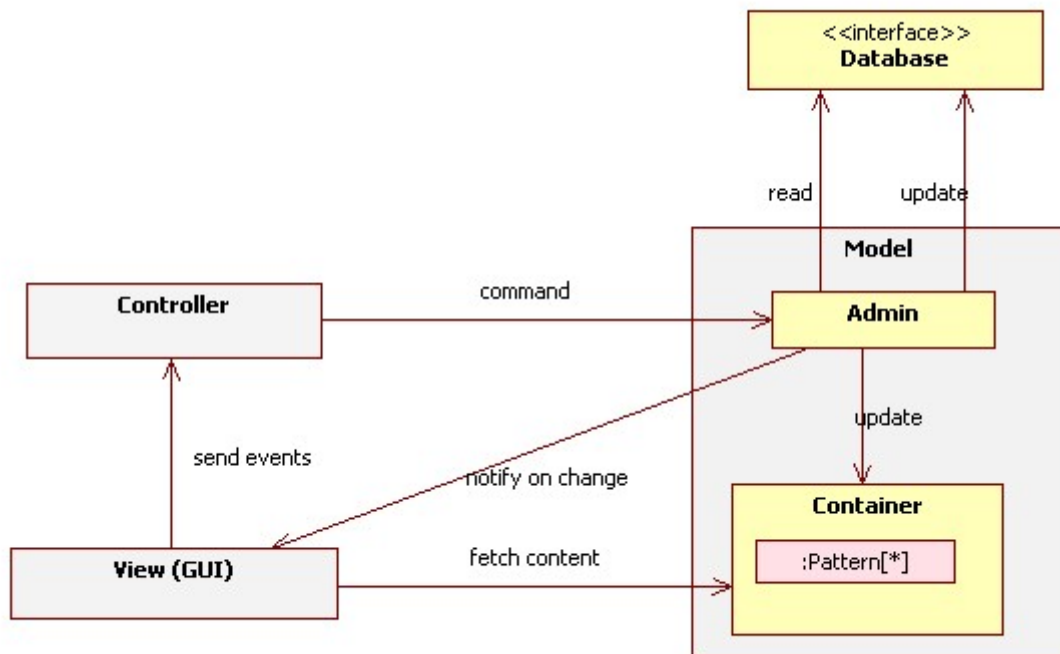 <<interface>>
Database
read
update
Model
Controller
command
Admin
update
send events
notify on change
Container
View (GUI)
fetch content
:Pattern[*]